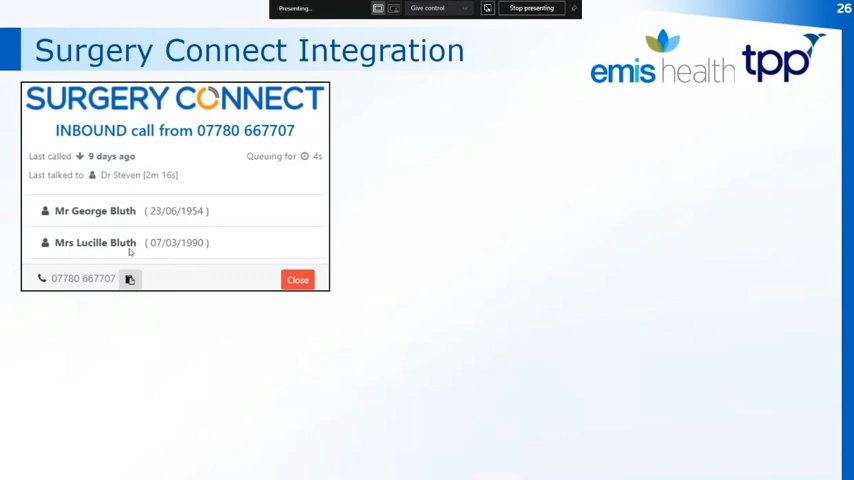 Presenting...
Give control
Stop presenting
26
Surgery Connect Integration
emis health
tpp
SURGERY CONNECT
INBOUND call from 07780 667707
Last called 9 days ago
Queuing for 4s
Last talked to Dr Steven [2m 16s]
Mr George Bluth ( 23/06/1954 )
Mrs Lucille Bluth ( 07/03/1990 )
07780 667707
Close